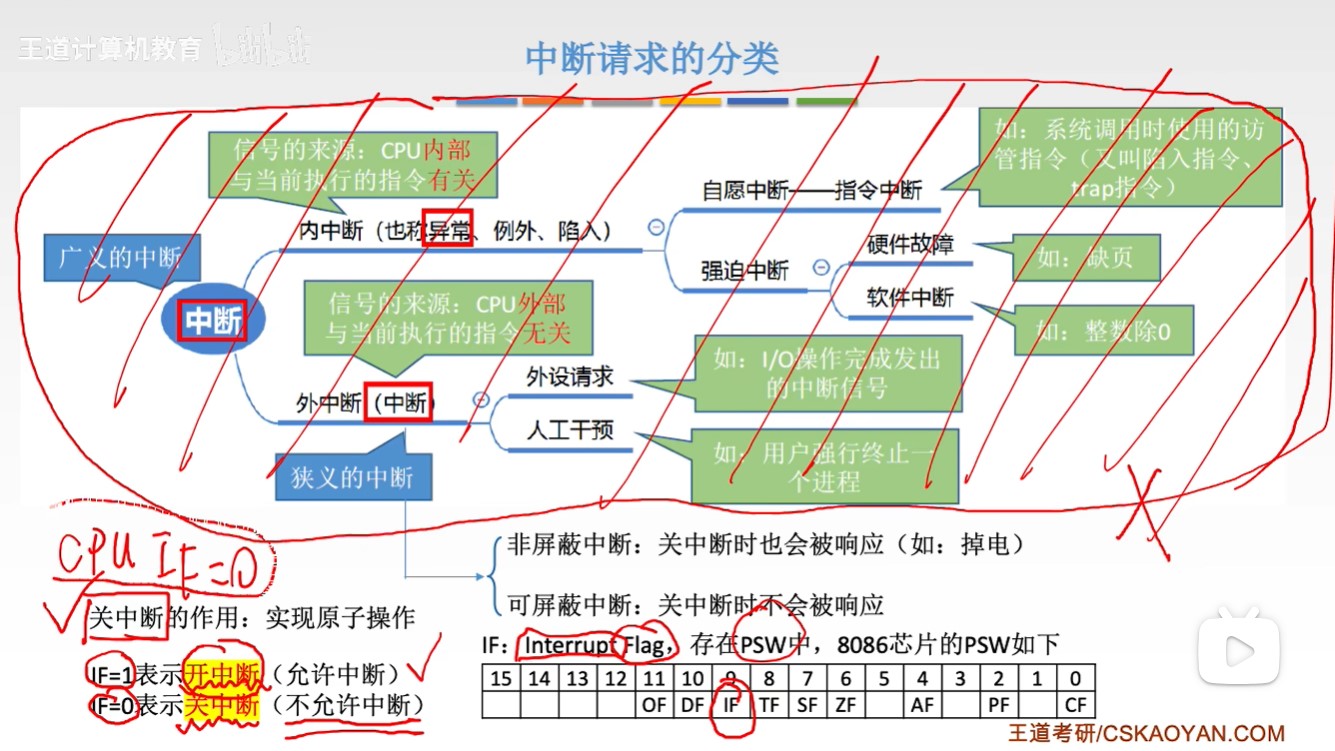 王道计算机教育 bilibili
中断请求的分类
信号的来源：CPU内部
与当前执行的指令有关
如：系统调用时使用的访
管指令（又叫陷入指令、
trap指令）
自愿中断——指令中断
内中断（也称异常、例外、陷入）
广义的中断
硬件故障
如：缺页
强迫中断
软件中断
如：整数除0
中断
信号的来源：CPU外部
与当前执行的指令无关
外设请求
如：I/O操作完成发出
的中断信号
外中断（中断）
人工干预
如：用户强行终止一
个进程
狭义的中断
非屏蔽中断：关中断时也会被响应（如：掉电）
CPU IF=0
可屏蔽中断：关中断时不会被响应
关中断的作用：实现原子操作
IF：Interrupt Flag，存在PSW中，8086芯片的PSW如下
IF=1表示开中断（允许中断）
IF=0表示关中断（不允许中断）
15 14 13 12 11 10 9 8 7 6 5 4 3 2 1 0
OF DF IF TF SF ZF AF PF CF
王道考研/CSKAOYAN.COM